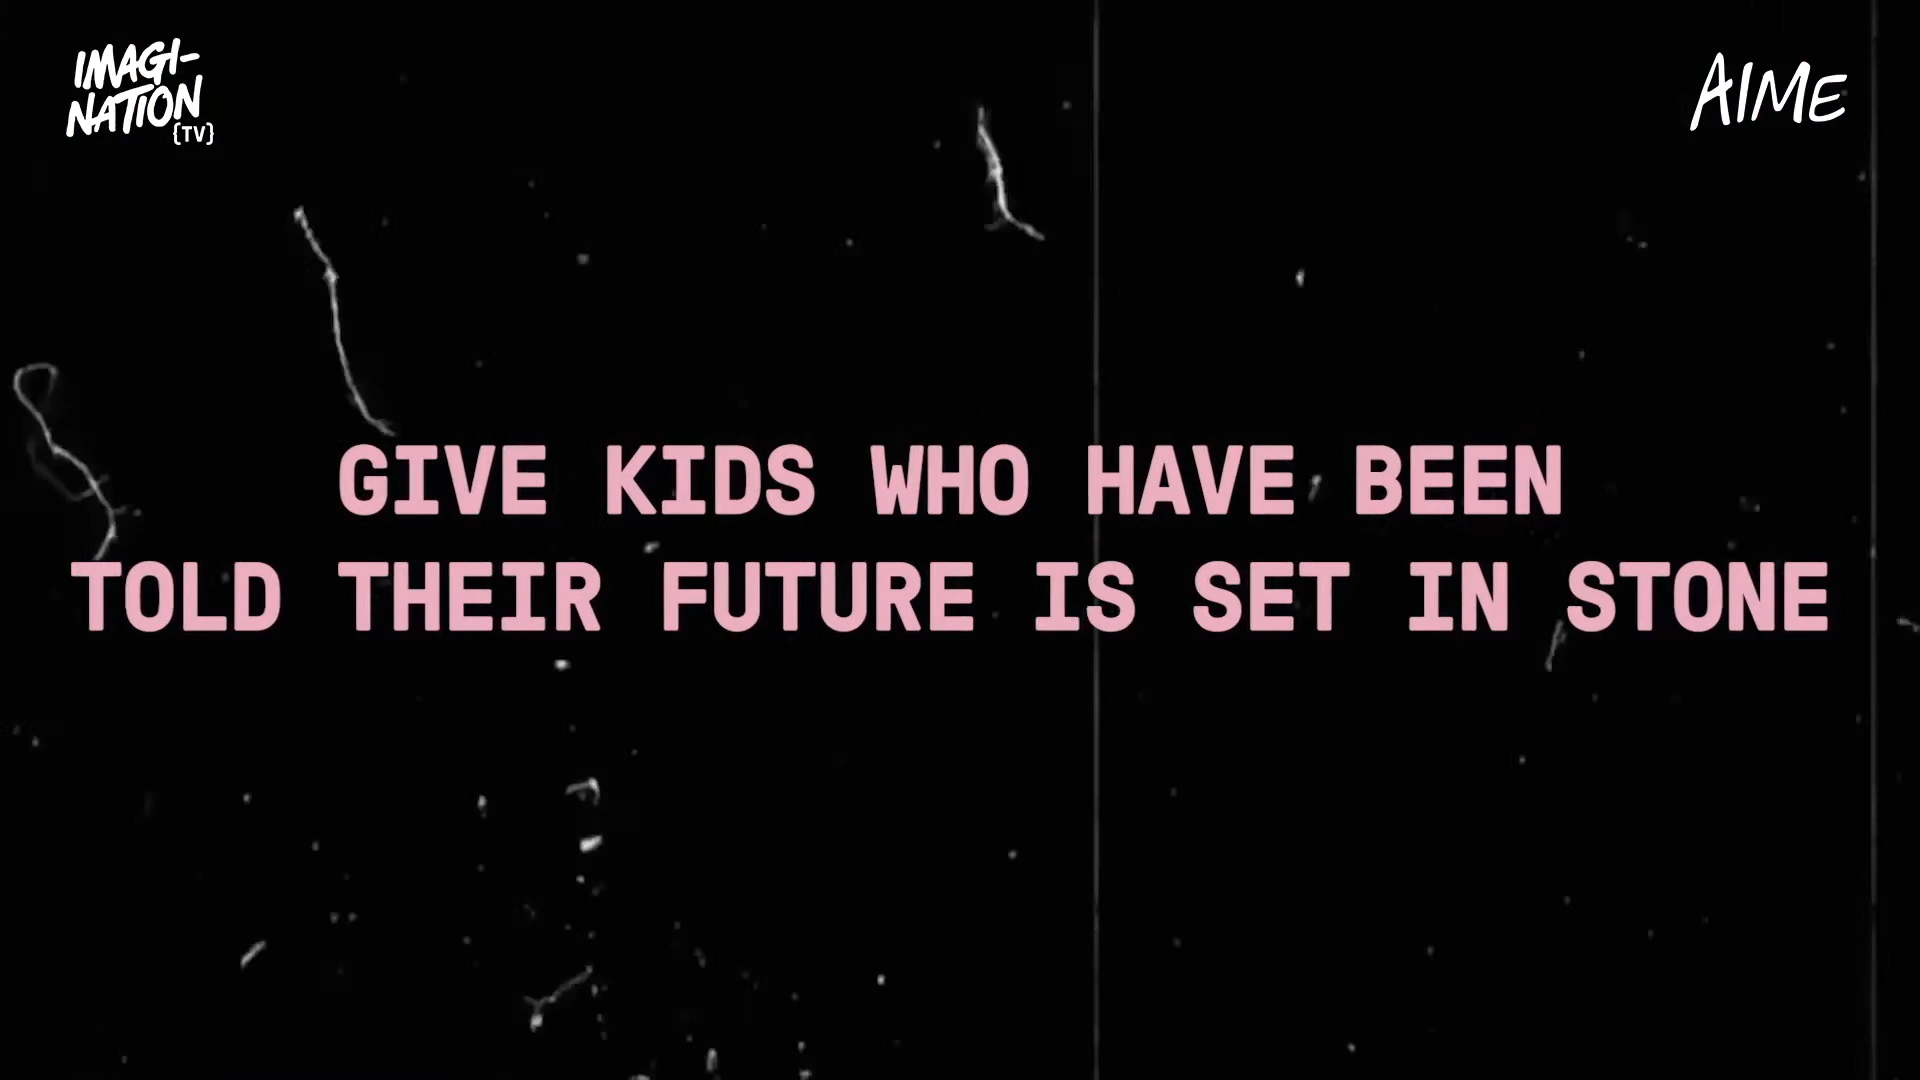 IMAGI-
NATION
{TV}
AIME
GIVE KIDS WHO HAVE BEEN
TOLD THEIR FUTURE IS SET IN STONE